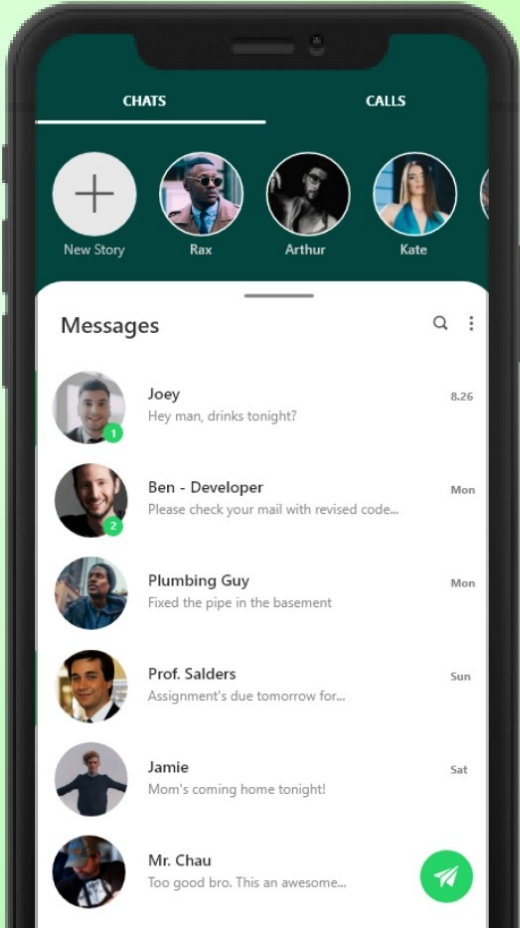 CHATS CALLS
New Story Rax Arthur Kate
Messages
Joey 8.26
Hey man, drinks tonight?
1
Ben - Developer Mon
Please check your mail with revised code...
2
Plumbing Guy Mon
Fixed the pipe in the basement
Prof. Salders Sun
Assignment's due tomorrow for...
Jamie Sat
Mom's coming home tonight!
Mr. Chau
Too good bro. This an awesome...